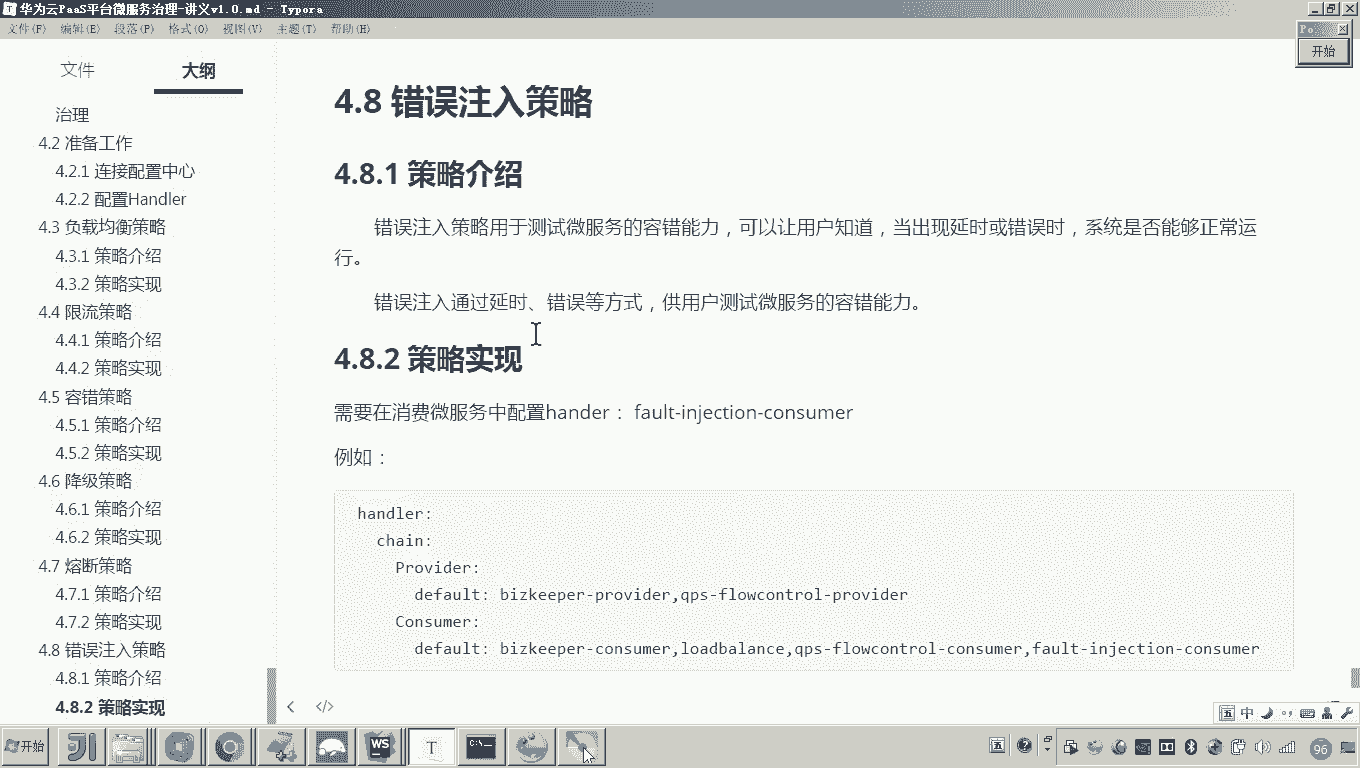 华为云PaaS平台微服务治理-讲义v1.0.md - Typora
文件(F) 编辑(E) 段落(P) 格式(O) 视图(V) 主题(T) 帮助(H)
开始
文件 大纲
治理
4.2 准备工作
4.2.1 连接配置中心
4.2.2 配置Handler
4.3 负载均衡策略
4.3.1 策略介绍
4.3.2 策略实现
4.4 限流策略
4.4.1 策略介绍
4.4.2 策略实现
4.5 容错策略
4.5.1 策略介绍
4.5.2 策略实现
4.6 降级策略
4.6.1 策略介绍
4.6.2 策略实现
4.7 熔断策略
4.7.1 策略介绍
4.7.2 策略实现
4.8 错误注入策略
4.8.1 策略介绍
4.8.2 策略实现
4.8 错误注入策略
4.8.1 策略介绍
错误注入策略用于测试微服务的容错能力，可以让用户知道，当出现延时或错误时，系统是否能够正常运
行。
错误注入通过延时、错误等方式，供用户测试微服务的容错能力。
4.8.2 策略实现
需要在消费微服务中配置hander： fault-injection-consumer
例如：
handler:
chain:
Provider:
default: bizkeeper-provider,qps-flowcontrol-provider
Consumer:
default: bizkeeper-consumer,loadbalance,qps-flowcontrol-consumer,fault-injection-consumer
五 中
开始
WS
T
C:\_
五
96